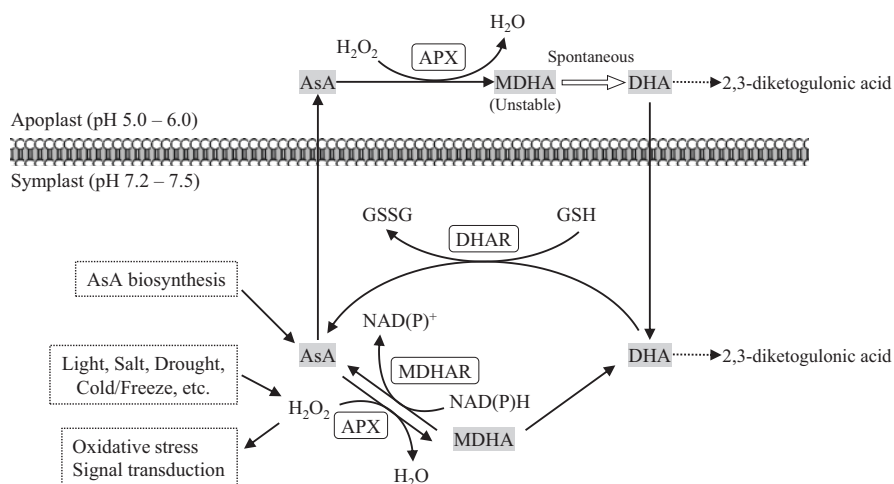 H₂O
H₂O₂
APX
Spontaneous
AsA
MDHA
DHA
2,3-diketogulonic acid
(Unstable)
Apoplast (pH 5.0 – 6.0)
Symplast (pH 7.2 – 7.5)
GSSG
GSH
DHAR
AsA biosynthesis
NAD(P)⁺
AsA
DHA
2,3-diketogulonic acid
Light, Salt, Drought,
Cold/Freeze, etc.
MDHAR
H₂O₂
NAD(P)H
APX
MDHA
Oxidative stress
Signal transduction
H₂O